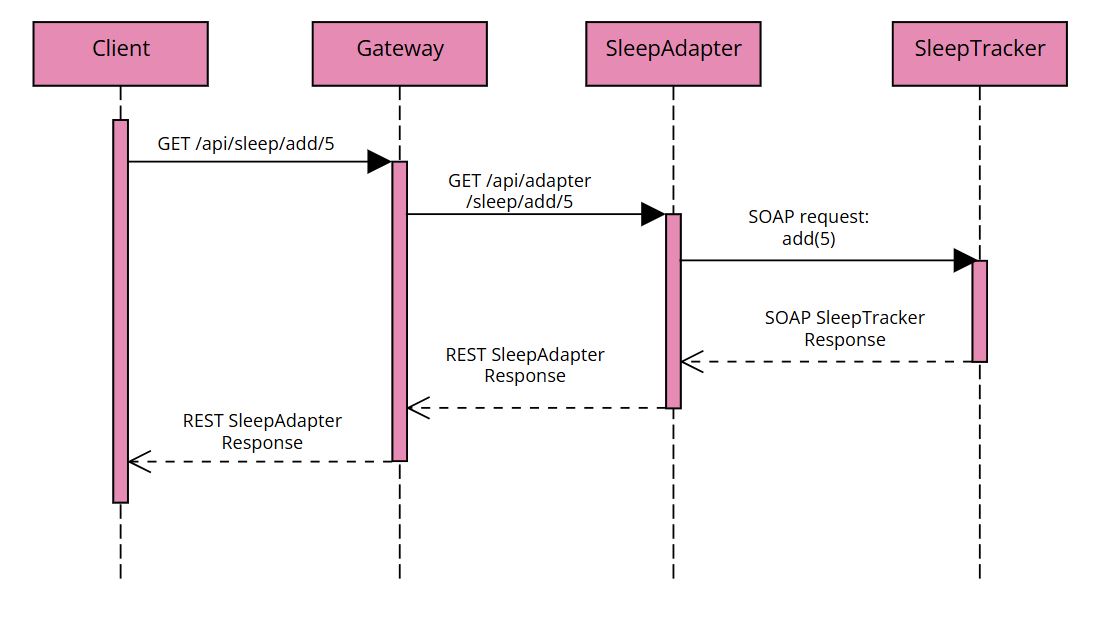 Client
Gateway
SleepAdapter
SleepTracker
GET /api/sleep/add/5
GET /api/adapter
/sleep/add/5
SOAP request:
add(5)
SOAP SleepTracker
Response
REST SleepAdapter
Response
REST SleepAdapter
Response